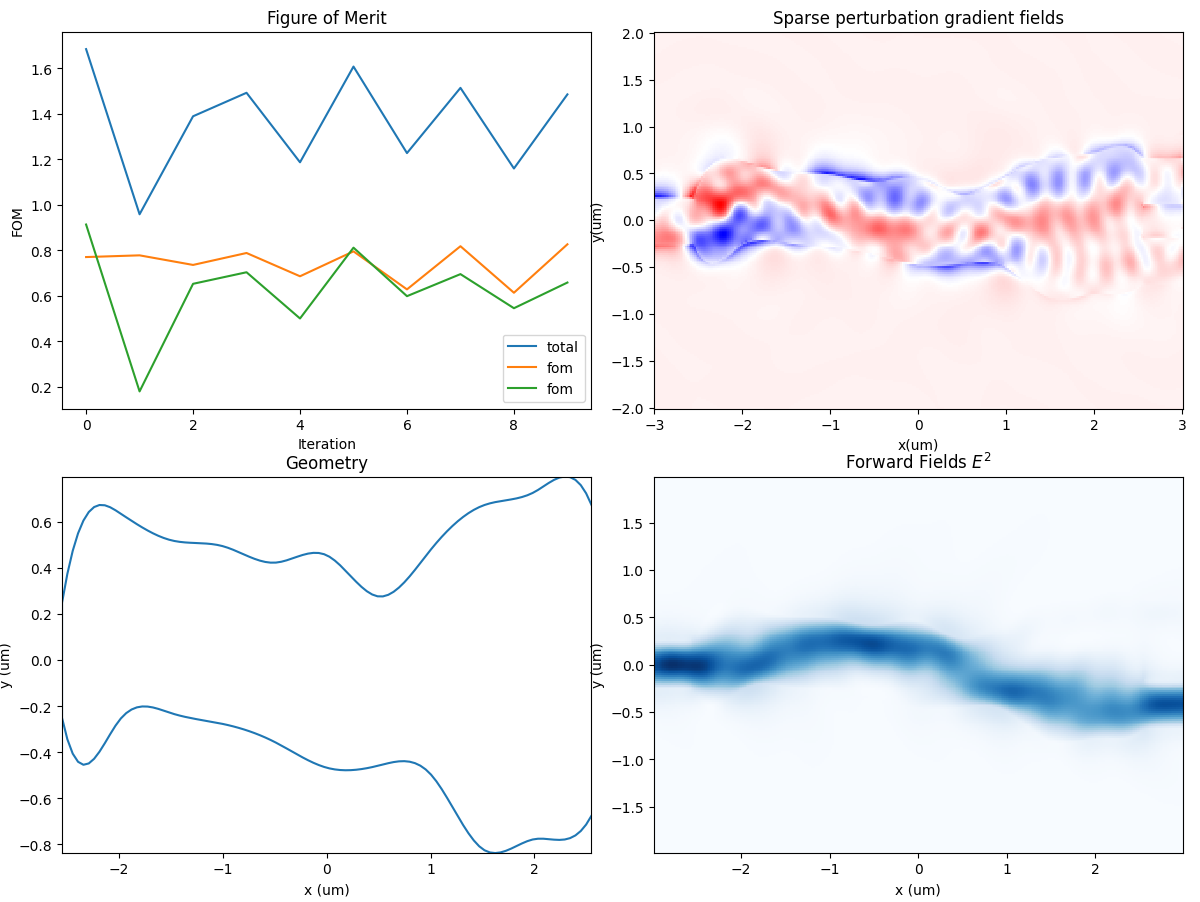 Figure of Merit
FOM
1.6
1.4
1.2
1.0
0.8
0.6
0.4
0.2
total
fom
fom
0 2 4 6 8
Iteration
Sparse perturbation gradient fields
y(um)
2.0
1.5
1.0
0.5
0.0
−0.5
−1.0
−1.5
−2.0
−3 −2 −1 0 1 2 3
x(um)
Geometry
y (um)
0.6
0.4
0.2
0.0
−0.2
−0.4
−0.6
−0.8
−2 −1 0 1 2
x (um)
Forward Fields $E^2$
y (um)
1.5
1.0
0.5
0.0
−0.5
−1.0
−1.5
−2 −1 0 1 2
x (um)